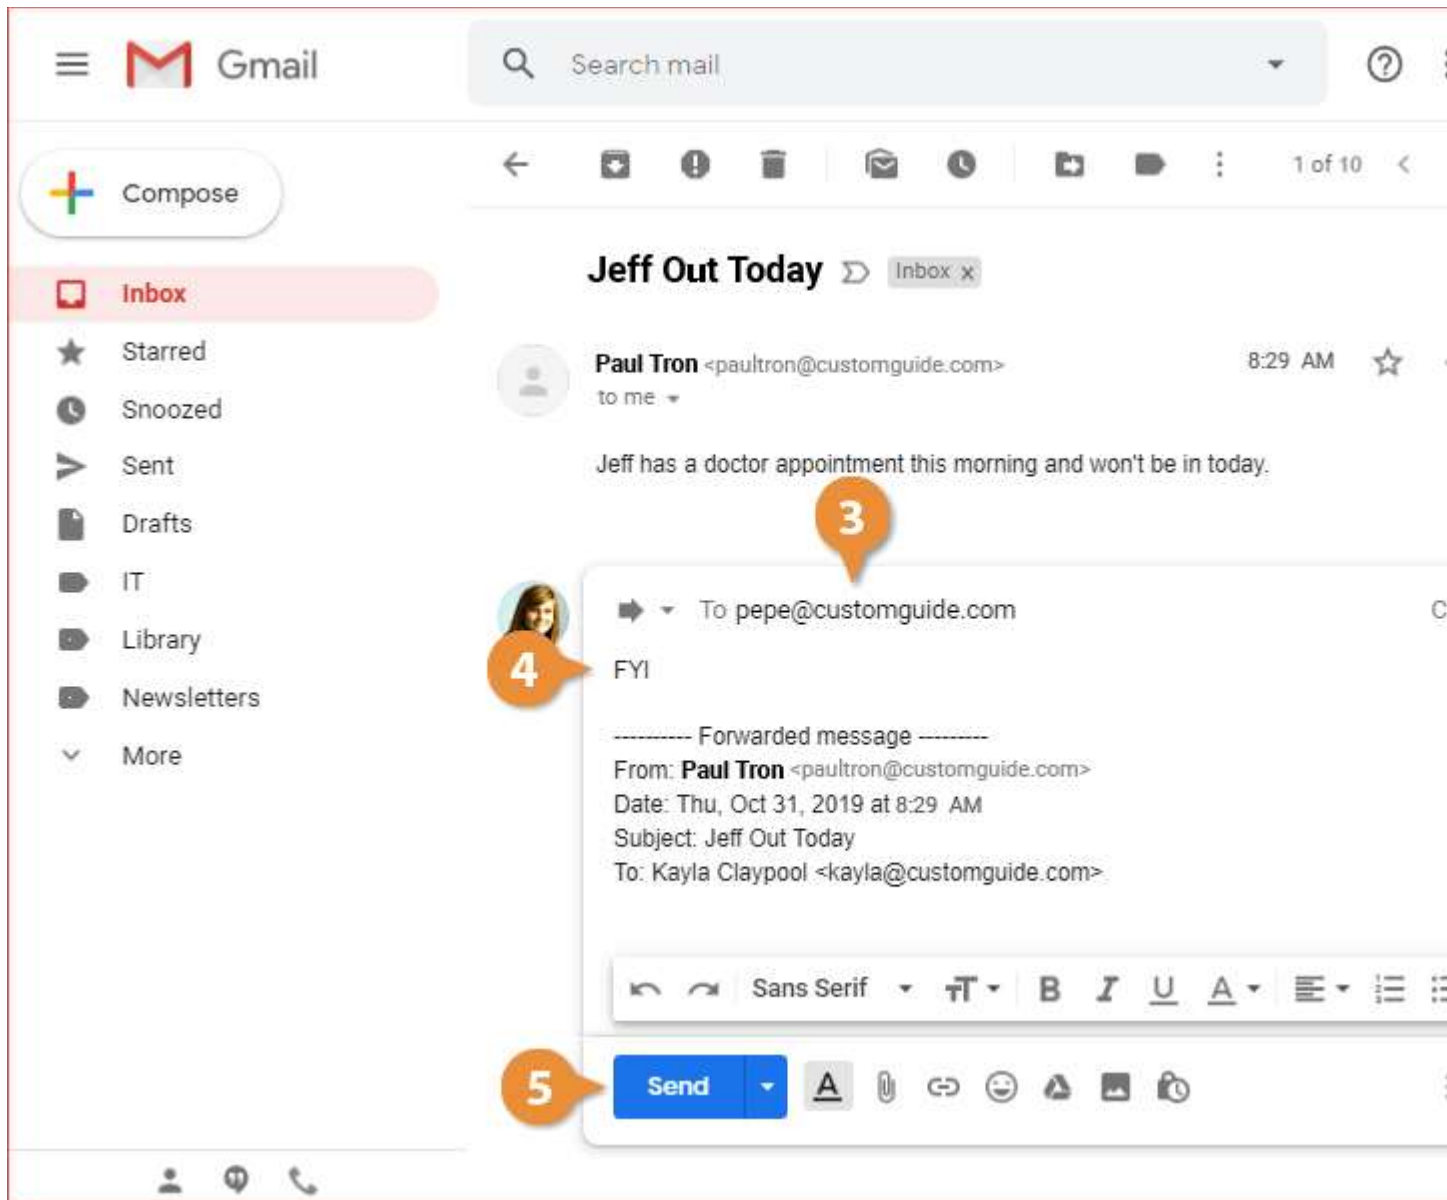 Gmail
Search mail
Compose
1 of 10
Jeff Out Today Inbox x
Inbox
Starred
Paul Tron <paultron@customguide.com> 8:29 AM
to me
Snoozed
Sent
Jeff has a doctor appointment this morning and won't be in today.
3
Drafts
IT
To pepe@customguide.com C
Library
4 FYI
Newsletters
---------- Forwarded message ---------
More
From: Paul Tron <paultron@customguide.com>
Date: Thu, Oct 31, 2019 at 8:29 AM
Subject: Jeff Out Today
To: Kayla Claypool <kayla@customguide.com>
Sans Serif TT B I U A
5 Send A